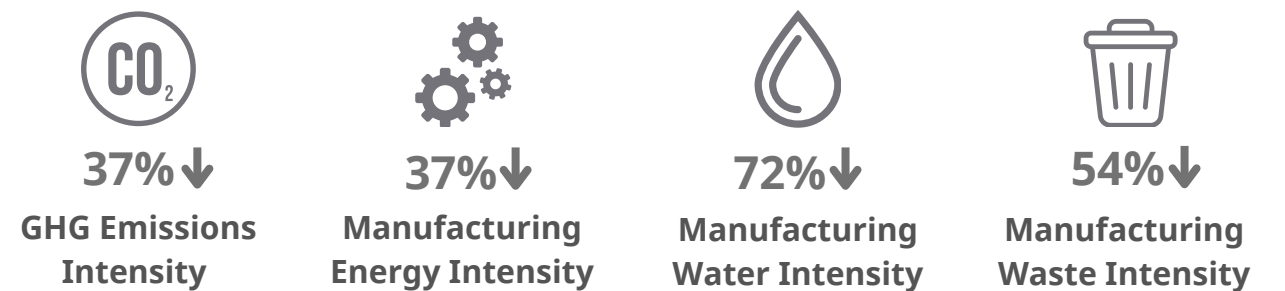 CO₂
37%↓
GHG Emissions
Intensity
37%↓
Manufacturing
Energy Intensity
72%↓
Manufacturing
Water Intensity
54%↓
Manufacturing
Waste Intensity